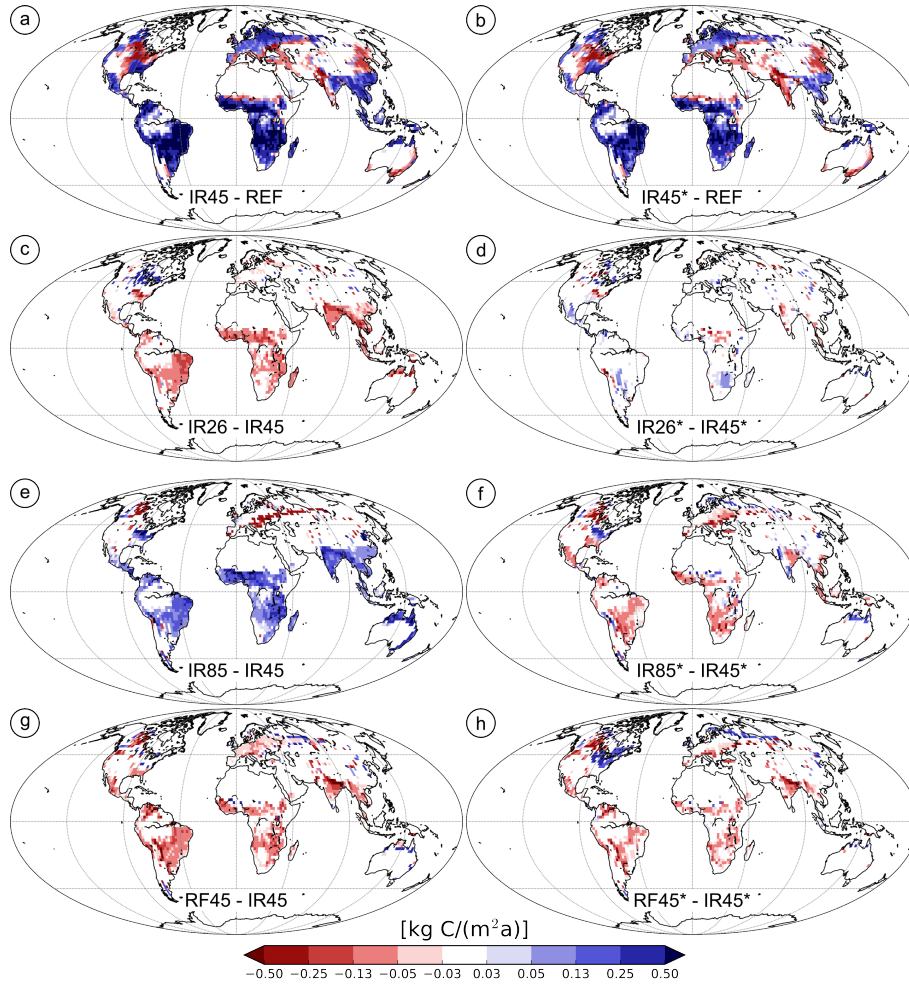 a
b
IR45 - REF
IR45* - REF
c
d
IR26 - IR45
IR26* - IR45*
e
f
IR85 - IR45
IR85* - IR45*
g
h
RF45 - IR45
RF45* - IR45*
[kg C/(m²a)]
−0.50 −0.25 −0.13 −0.05 −0.03 0.03 0.05 0.13 0.25 0.50